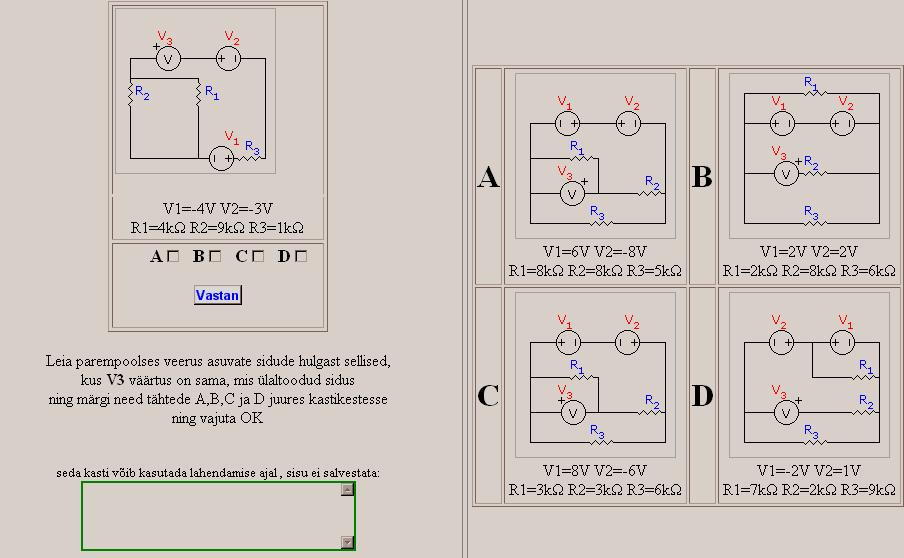 V3 V2
+ V + I
R2 R1
V1 R3
I +
V1=-4V V2=-3V
R1=4kΩ R2=9kΩ R3=1kΩ
A B C D
Vastan
Leia parempoolses veerus asuvate sidude hulgast sellised,
kus V3 väärtus on sama, mis ülaltoodud sidus
ning märgi need tähtede A,B,C ja D juures kastikestesse
ning vajuta OK
seda kasti võib kasutada lahendamise ajal , sisu ei salvestata:
A
V1 V2
I + + I
R1
V3 +
V R2
R3
V1=6V V2=-8V
R1=8kΩ R2=8kΩ R3=5kΩ
B
R1
V1 V2
+ I + I
V3 + R2
V
R3
V1=2V V2=2V
R1=2kΩ R2=8kΩ R3=6kΩ
C
V1 V2
I + I +
R1
V3
+ V R2
R3
V1=8V V2=-6V
R1=3kΩ R2=3kΩ R3=6kΩ
D
V2 V1
I + + I
R1
V3 + R2
V
R3
V1=-2V V2=1V
R1=7kΩ R2=2kΩ R3=9kΩ